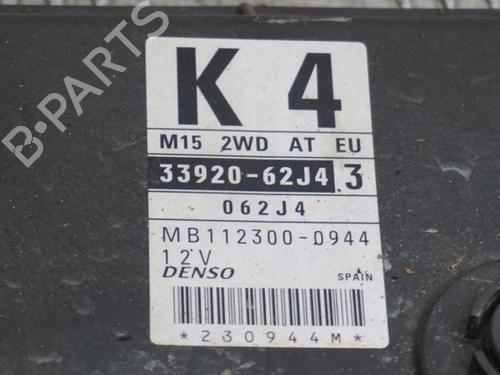 K 4
M15 2WD AT EU
33920-62J4 3
062J4
MB112300-0944
12V
DENSO
SPAIN
*230944M*
B-PARTS